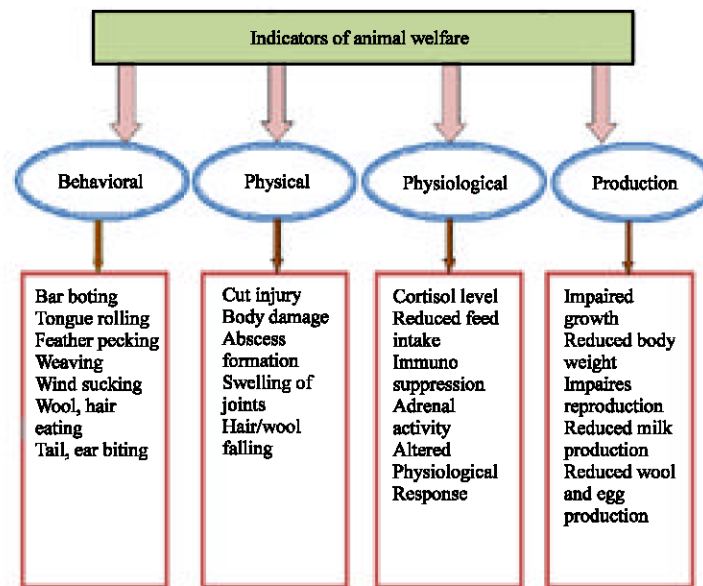 Indicators of animal welfare
Behavioral
Physical
Physiological
Production
Bar boting
Tongue rolling
Feather pecking
Weaving
Wind sucking
Wool, hair
eating
Tail, ear biting
Cut injury
Body damage
Abscess
formation
Swelling of
joints
Hair/wool
falling
Cortisol level
Reduced feed
intake
Immuno
suppression
Adrenal
activity
Altered
Physiological
Response
Impaired
growth
Reduced body
weight
Impaires
reproduction
Reduced milk
production
Reduced wool
and egg
production